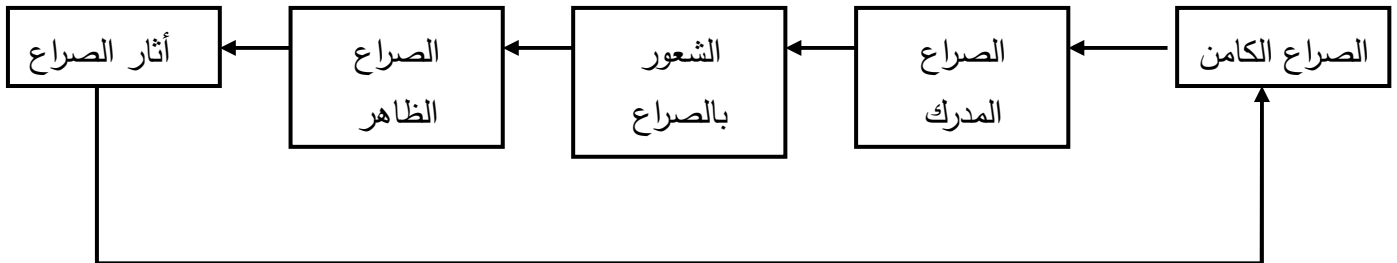 الصراع الكامن
الصراع
المدرك
الشعور
بالصراع
الصراع
الظاهر
أثار الصراع